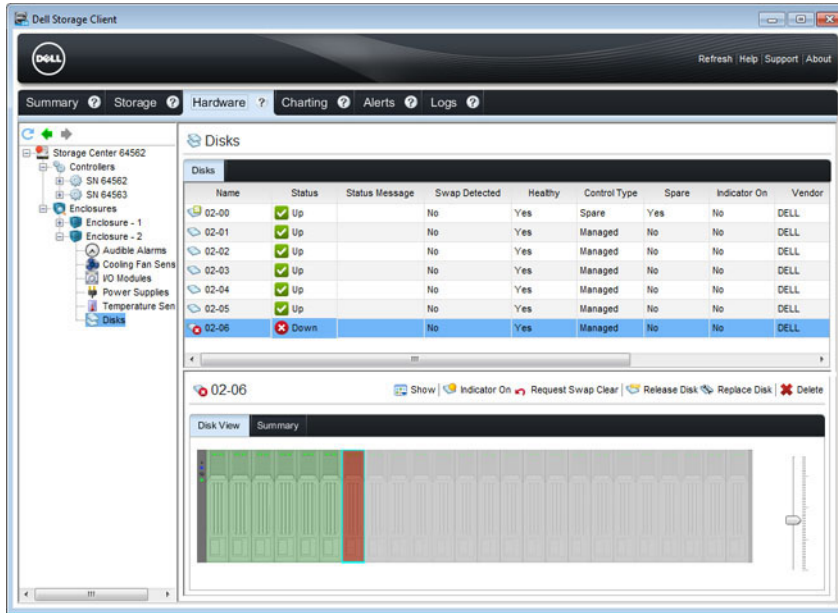 Dell Storage Client
DELL
Refresh Help Support About
Summary ? Storage ? Hardware ? Charting ? Alerts ? Logs ?
Storage Center 64562
Controllers
SN 64562
SN 64563
Enclosures
Enclosure - 1
Enclosure - 2
Audible Alarms
Cooling Fan Sens
I/O Modules
Power Supplies
Temperature Sen
Disks
Disks
Disks
Name Status Status Message Swap Detected Healthy Control Type Spare Indicator On Vendor
02-00 Up No Yes Spare Yes No DELL
02-01 Up No Yes Managed No No DELL
02-02 Up No Yes Managed No No DELL
02-03 Up No Yes Managed No No DELL
02-04 Up No Yes Managed No No DELL
02-05 Up No Yes Managed No No DELL
02-06 Down No Yes Managed No No DELL
02-06 Show Indicator On Request Swap Clear Release Disk Replace Disk Delete
Disk View Summary